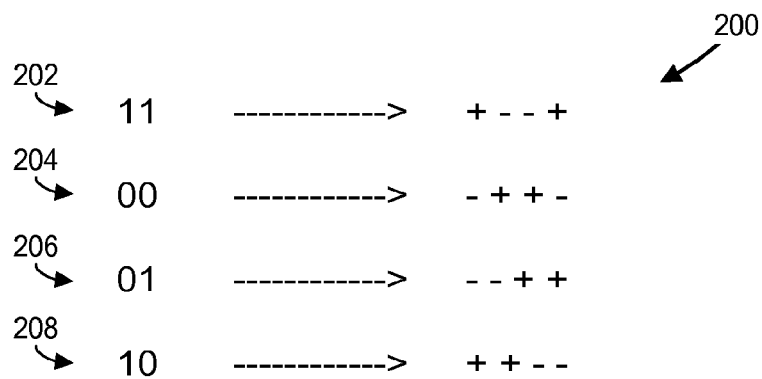 200
202
11 ------------> + - - +
204
00 ------------> - + + -
206
01 ------------> - - + +
208
10 ------------> + + - -